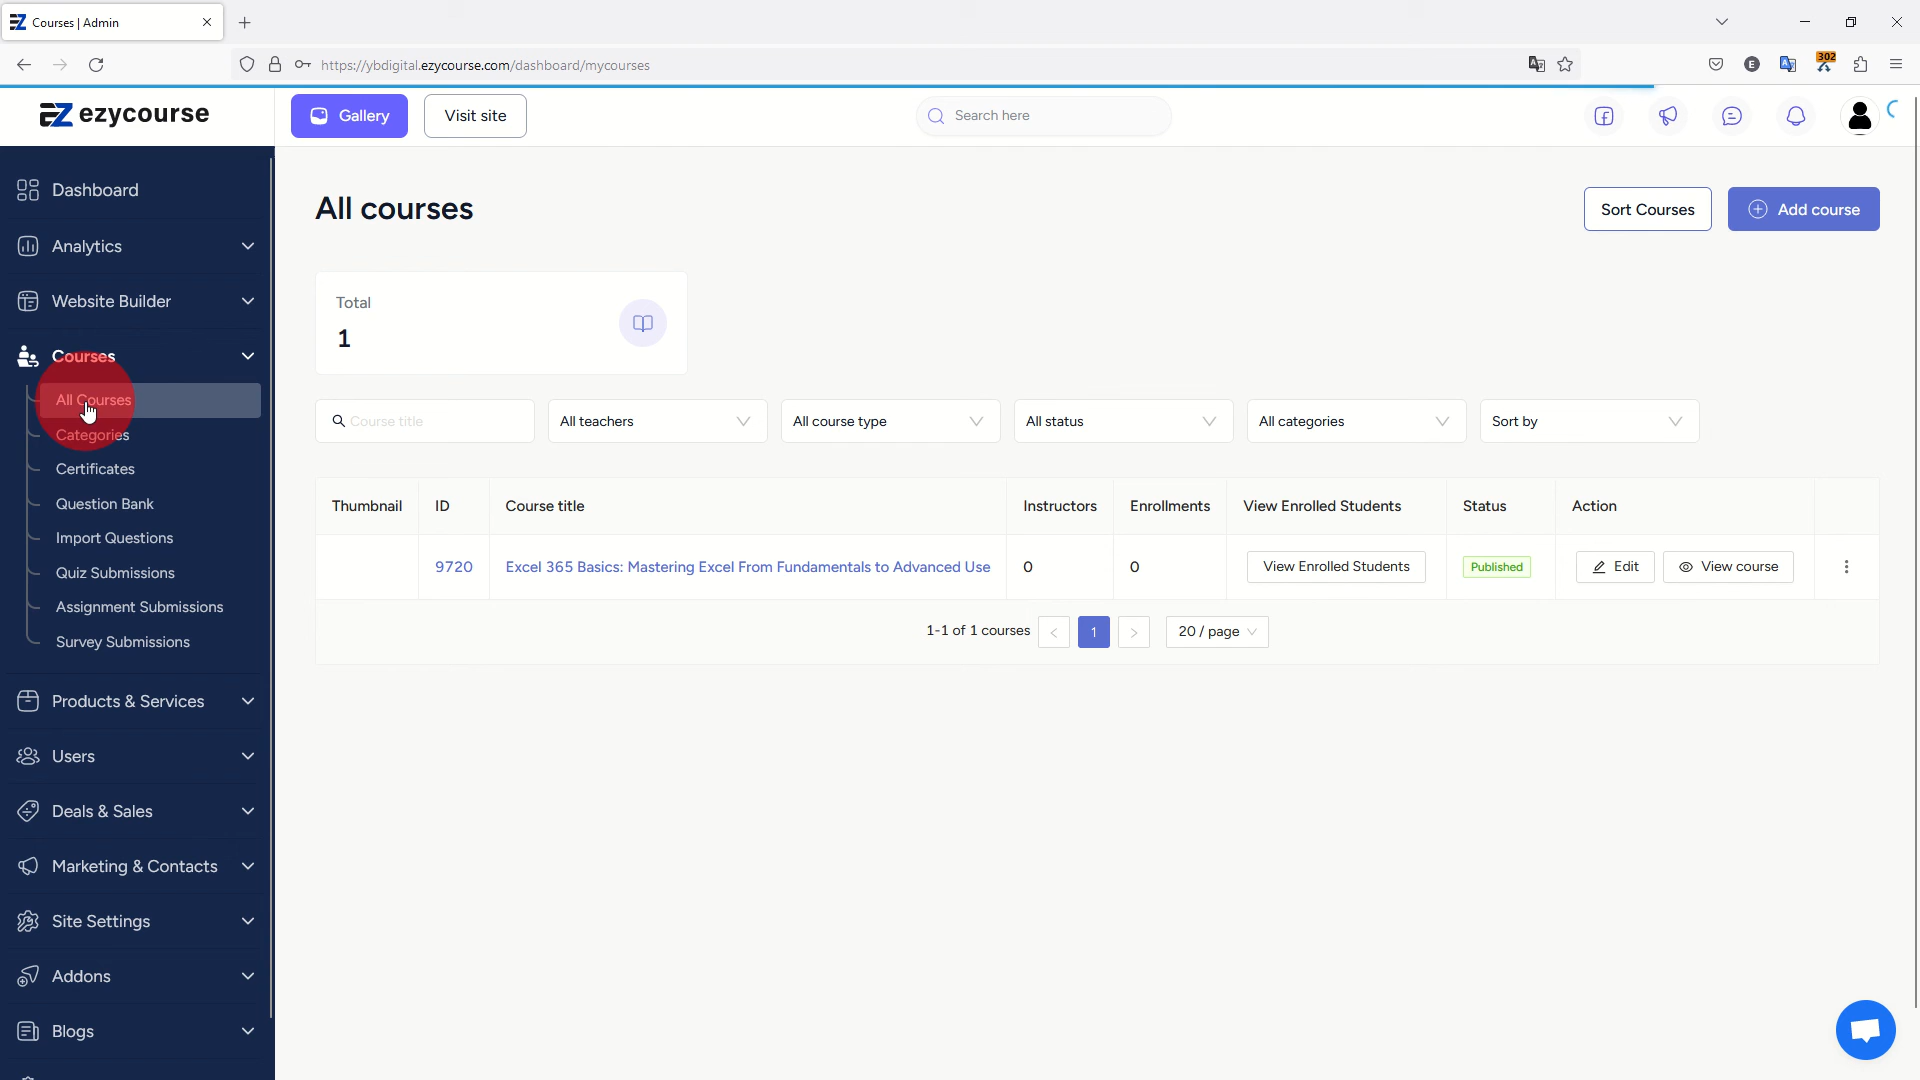 Courses | Admin
https://ybdigital.ezycourse.com/dashboard/mycourses
302
E
ezycourse
Gallery
Visit site
Search here
Dashboard
Analytics
Website Builder
Courses
All Courses
Categories
Certificates
Question Bank
Import Questions
Quiz Submissions
Assignment Submissions
Survey Submissions
Products & Services
Users
Deals & Sales
Marketing & Contacts
Site Settings
Addons
Blogs
All courses
Sort Courses
Add course
Total
1
Course title
All teachers
All course type
All status
All categories
Sort by
Thumbnail ID Course title Instructors Enrollments View Enrolled Students Status Action
9720 Excel 365 Basics: Mastering Excel From Fundamentals to Advanced Use 0 0 View Enrolled Students Published Edit View course
1-1 of 1 courses < 1 > 20 / page